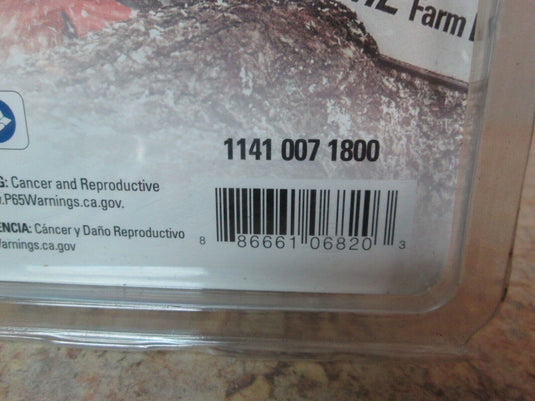 Farm
1141 007 1800
G: Cancer and Reproductive
w.P65Warnings.ca.gov.
ENCIA: Cáncer y Daño Reproductivo
Warnings.ca.gov
8 86661 06820 3